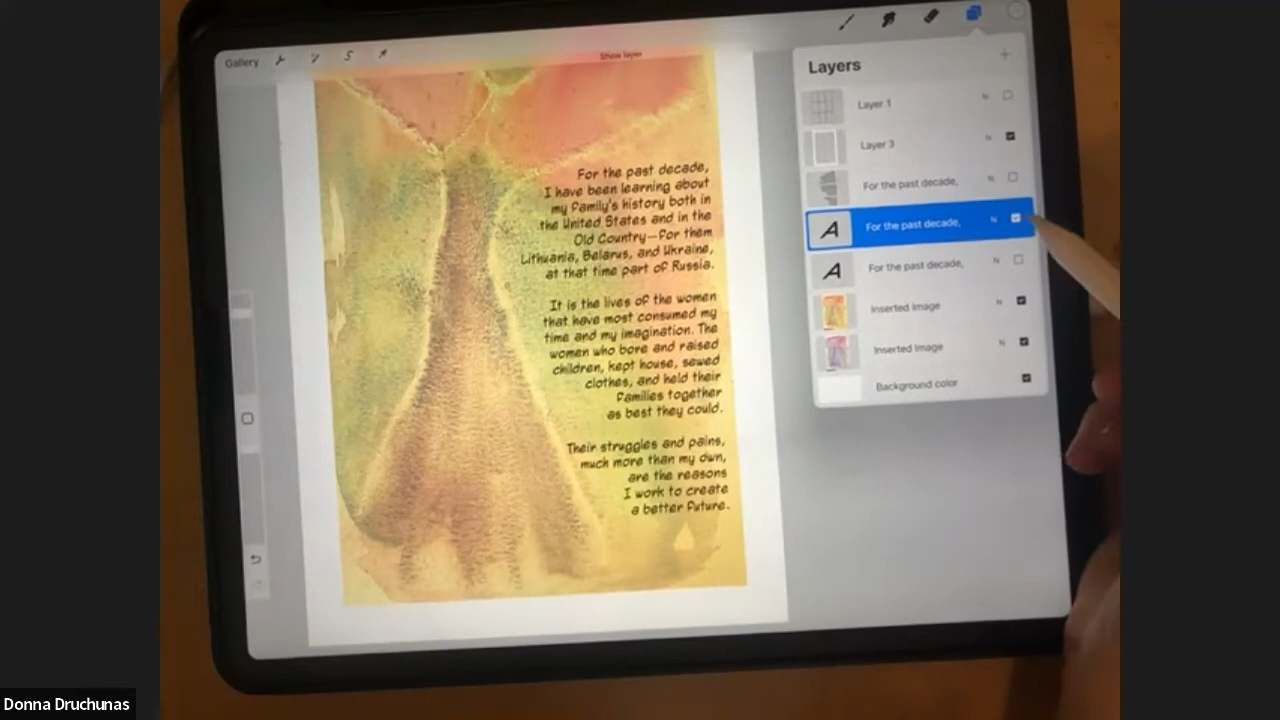 Gallery
Show layer
For the past decade,
I have been learning about
my family's history both in
the United States and in the
Old Country—for them
Lithuania, Belarus, and Ukraine,
at that time part of Russia.
It is the lives of the women
that have most consumed my
time and my imagination. The
women who bore and raised
children, kept house, sewed
clothes, and held their
families together
as best they could.
Their struggles and pains,
much more than my own,
are the reasons
I work to create
a better future.
Layers
Layer 1 N
Layer 3 N
For the past decade, N
A For the past decade, N
A For the past decade, N
Inserted Image N
Inserted Image N
Background color
Donna Druchunas